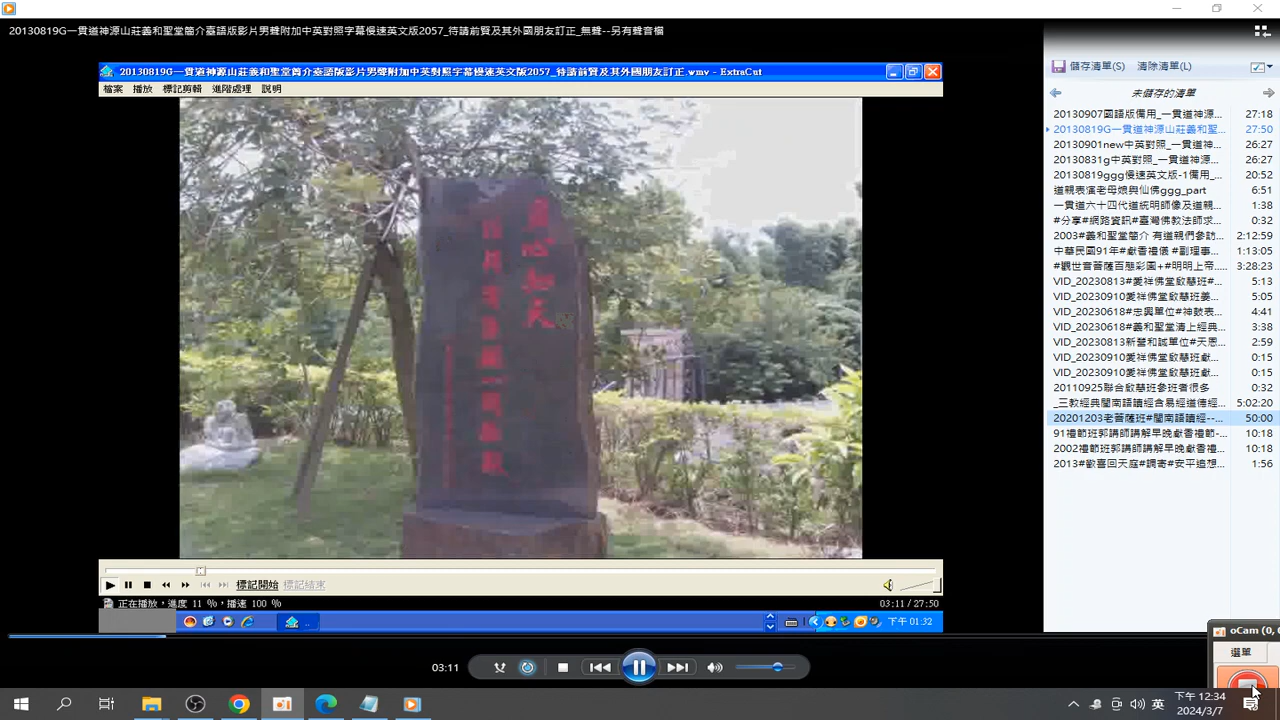 20130819G一貫道神源山莊義和聖堂簡介臺語版影片男聲附加中英對照字幕慢速英文版2057_待請前賢及其外國朋友訂正_無聲--另有聲音檔
20130819G一貫道神源山莊義和聖堂簡介臺語版影片男聲附加中英對照字幕慢速英文版2057_待請前賢及其外國朋友訂正.wmv - ExtraCut
檔案 播放 標記剪輯 進階處理 說明
標記開始 標記結束
正在播放，進度 11 %，播速 100 %
03:11 / 27:50
下午 01:32
03:11
儲存清單(S) 清除清單(L)
未儲存的清單
20130907國語版備用_一貫道神源... 27:18
20130819G一貫道神源山莊義和聖... 27:50
20130901new中英對照_一貫道神... 26:27
20130831g中英對照_一貫道神源... 26:27
20130819ggg慢速英文版-1備用_... 20:52
道親表演老母娘與仙佛ggg_part 6:51
一貫道六十四代道統明師像及道親... 1:38
#分享#網路資訊#臺灣佛教法師求... 0:32
2003#義和聖堂簡介 有道親們參訪... 2:12:59
中華民國91年#獻香禮儀 #副理事... 1:13:05
#觀世音菩薩百態彩圖+#明明上帝..... 3:28:23
VID_20230813#愛祥佛堂啟慧班#... 5:13
VID_20230910愛祥佛堂啟慧班姜... 5:05
VID_20230618#忠興單位#神鼓表... 4:41
VID_20230618#義和聖堂清上經典... 3:38
VID_20230813新營和誠單位#天恩... 2:59
VID_20230910愛祥佛堂啟慧班獻... 0:15
VID_20230910愛祥佛堂啟慧班獻... 0:15
20110925聯合啟慧班參班者很多 0:32
_三教經典閩南語讀經含易經道德經... 5:02:20
20201203老菩薩班#閩南語讀經--... 50:00
91禮節班郭講師講解早晚獻香禮節-... 10:18
2002禮節班郭講師講解早晚獻香禮... 10:18
2013#歡喜回天庭#調寄#安平追想... 1:56
oCam (0,
選單
英
下午 12:34
2024/3/7